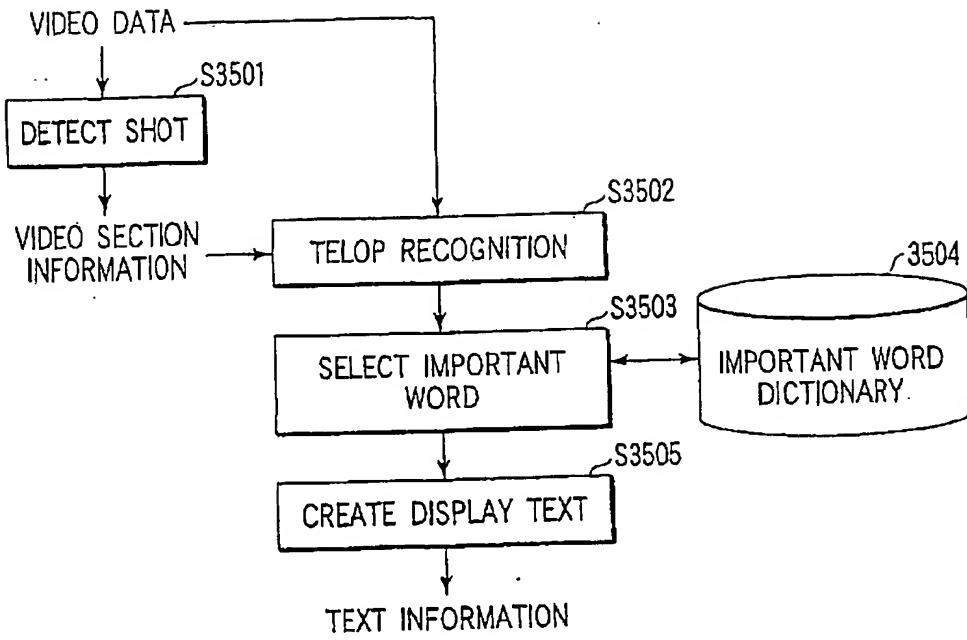 VIDEO DATA
S3501
DETECT SHOT
VIDEO SECTION
INFORMATION
S3502
TELOP RECOGNITION
S3503
SELECT IMPORTANT
WORD
3504
IMPORTANT WORD
DICTIONARY.
S3505
CREATE DISPLAY TEXT
TEXT INFORMATION